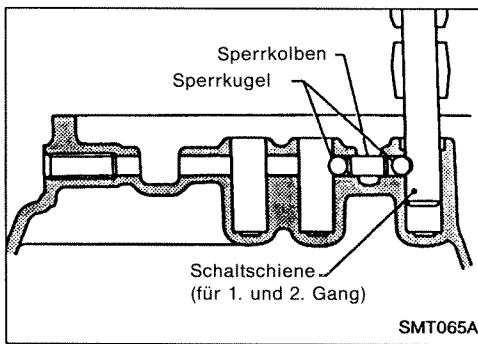 Sperrkolben
Sperrkugel
Schaltschiene
(für 1. und 2. Gang)
SMT065A